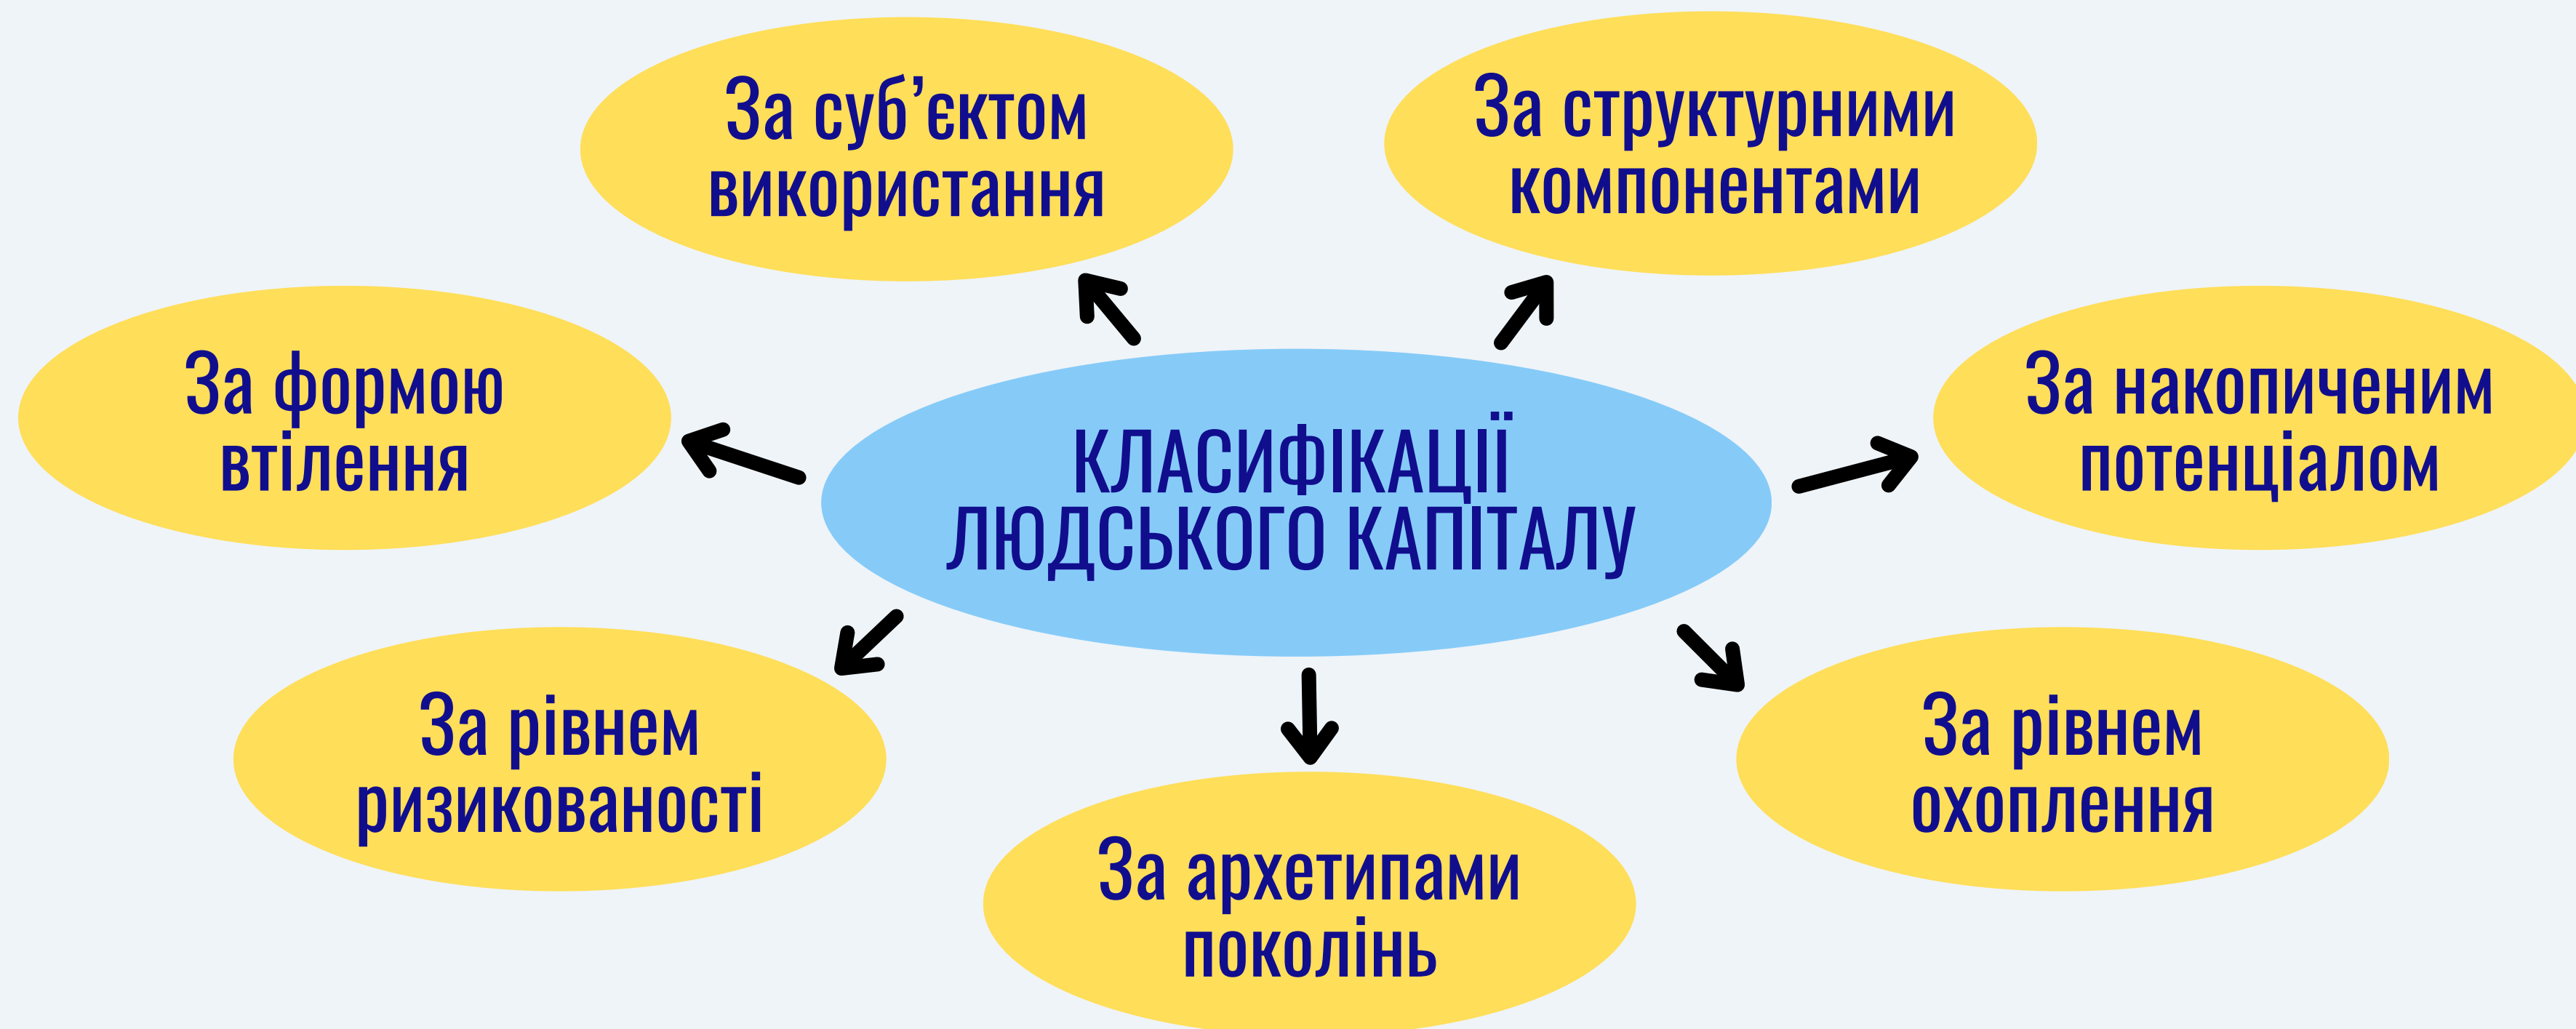 За суб’єктом
використання
За структурними
компонентами
За формою
втілення
КЛАСИФІКАЦІЇ
ЛЮДСЬКОГО КАПІТАЛУ
За накопиченим
потенціалом
За рівнем
ризикованості
За архетипами
поколінь
За рівнем
охоплення